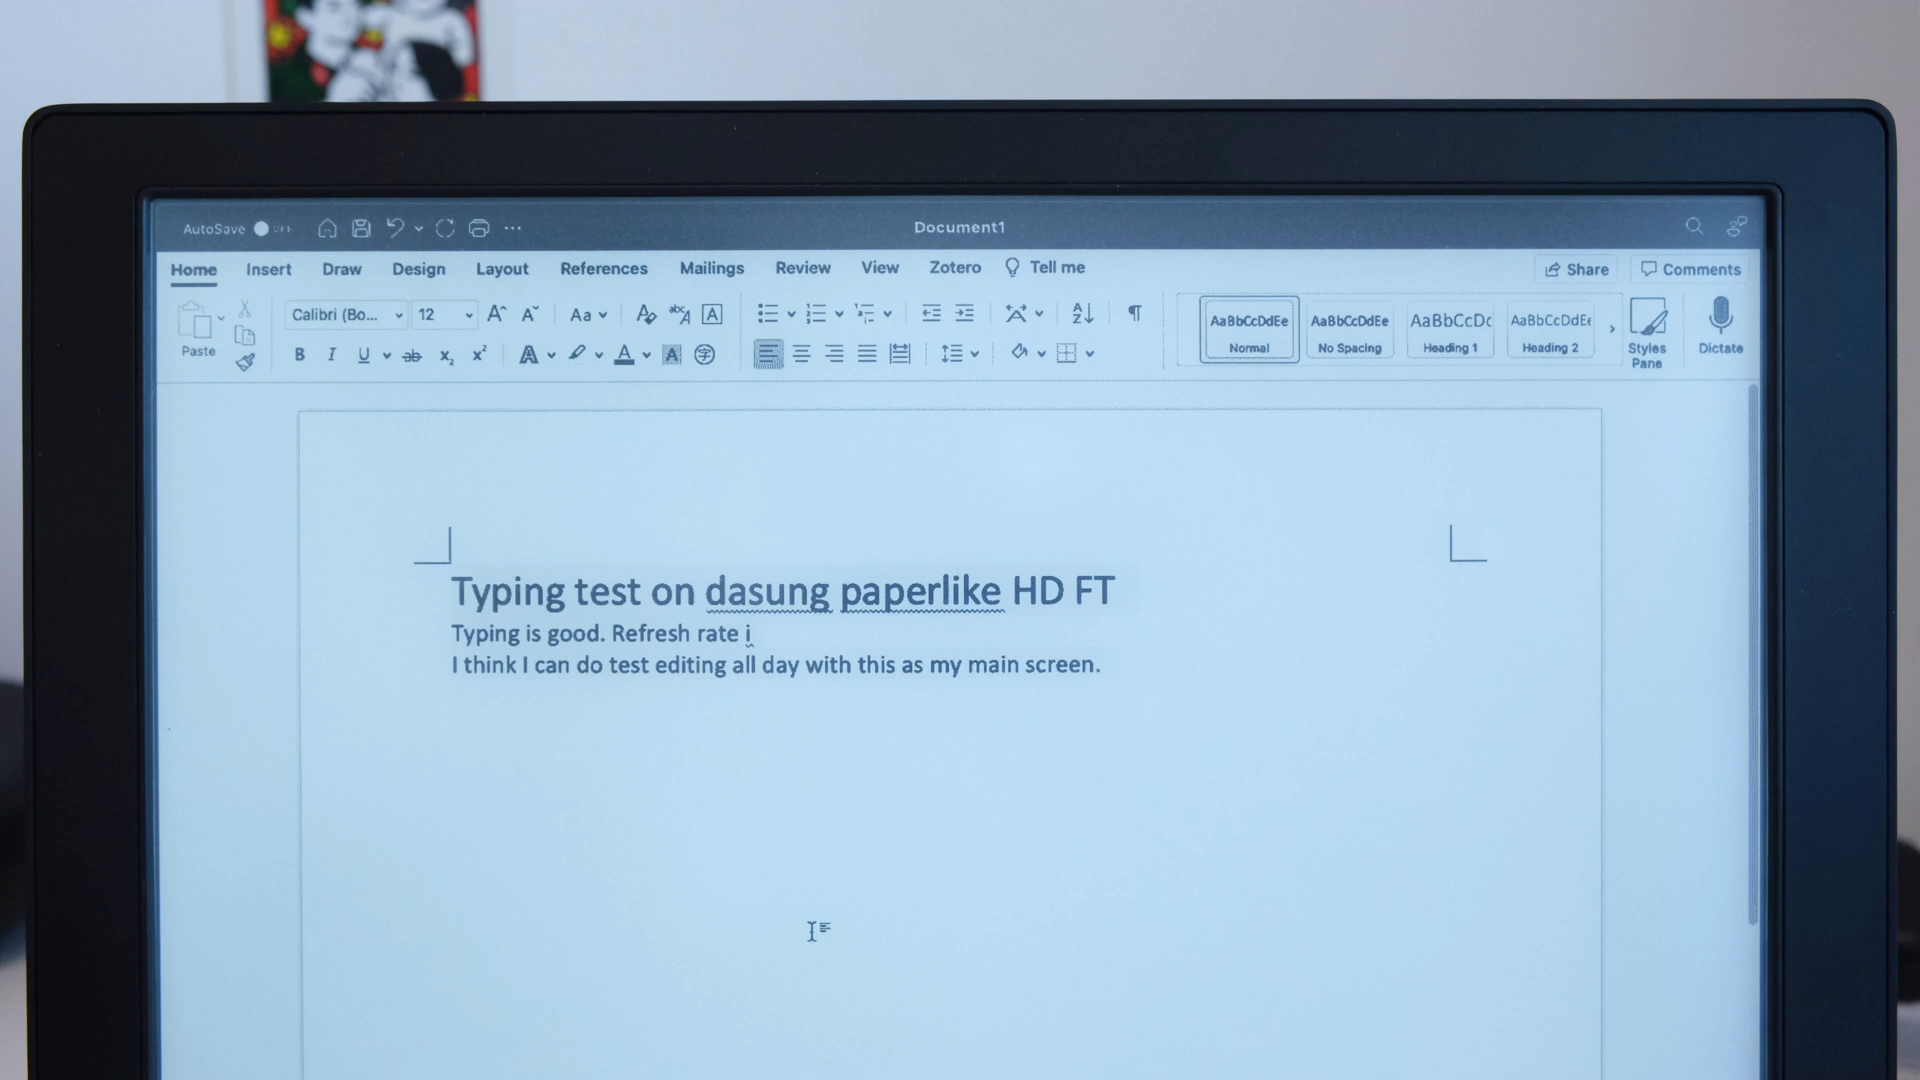 AutoSave OFF
Document1
Home Insert Draw Design Layout References Mailings Review View Zotero Tell me Share Comments
Paste
Calibri (Bo... 12
Aa
AaBbCcDdEe AaBbCcDdEe AaBbCcDc AaBbCcDdEe
Normal No Spacing Heading 1 Heading 2
Styles Pane
Dictate
Typing test on dasung paperlike HD FT
Typing is good. Refresh rate i
I think I can do test editing all day with this as my main screen.